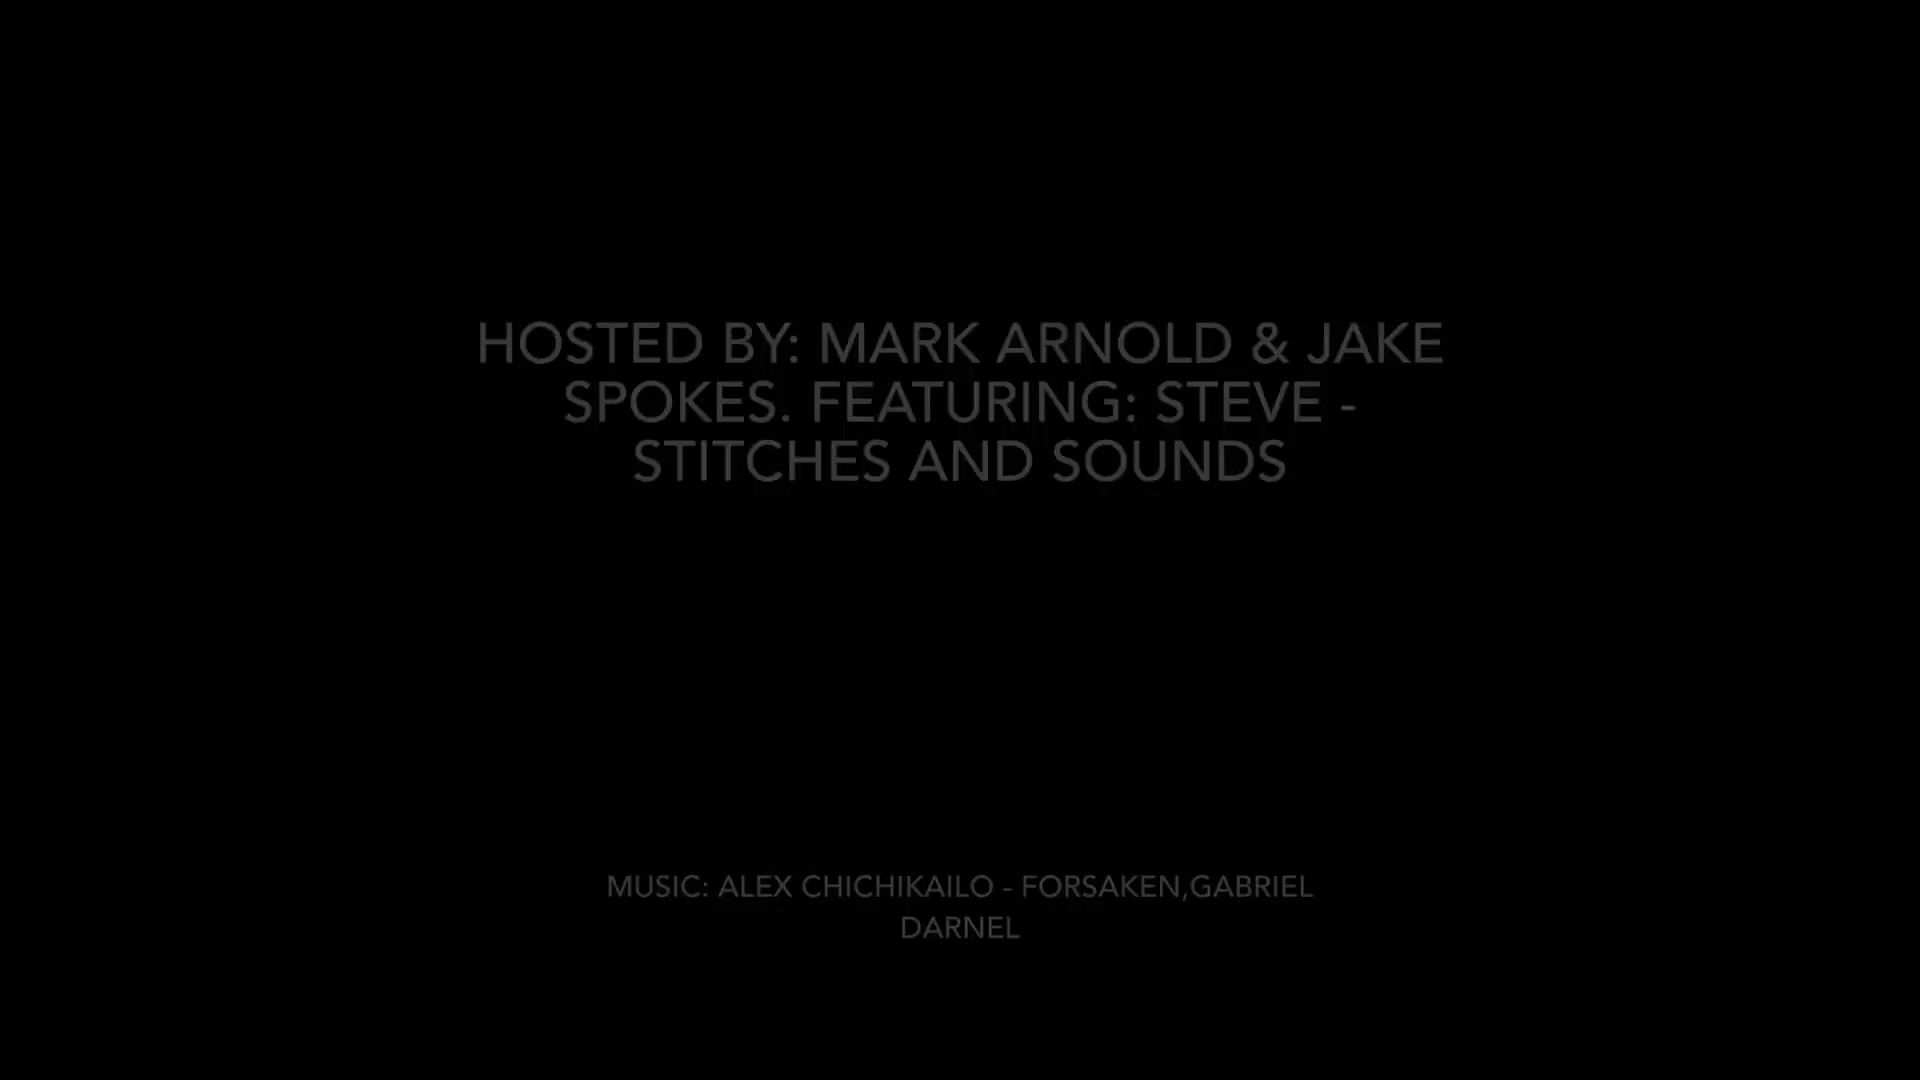 HOSTED BY: MARK ARNOLD & JAKE
SPOKES. FEATURING: STEVE -
STITCHES AND SOUNDS
MUSIC: ALEX CHICHIKAILO - FORSAKEN,GABRIEL
DARNEL